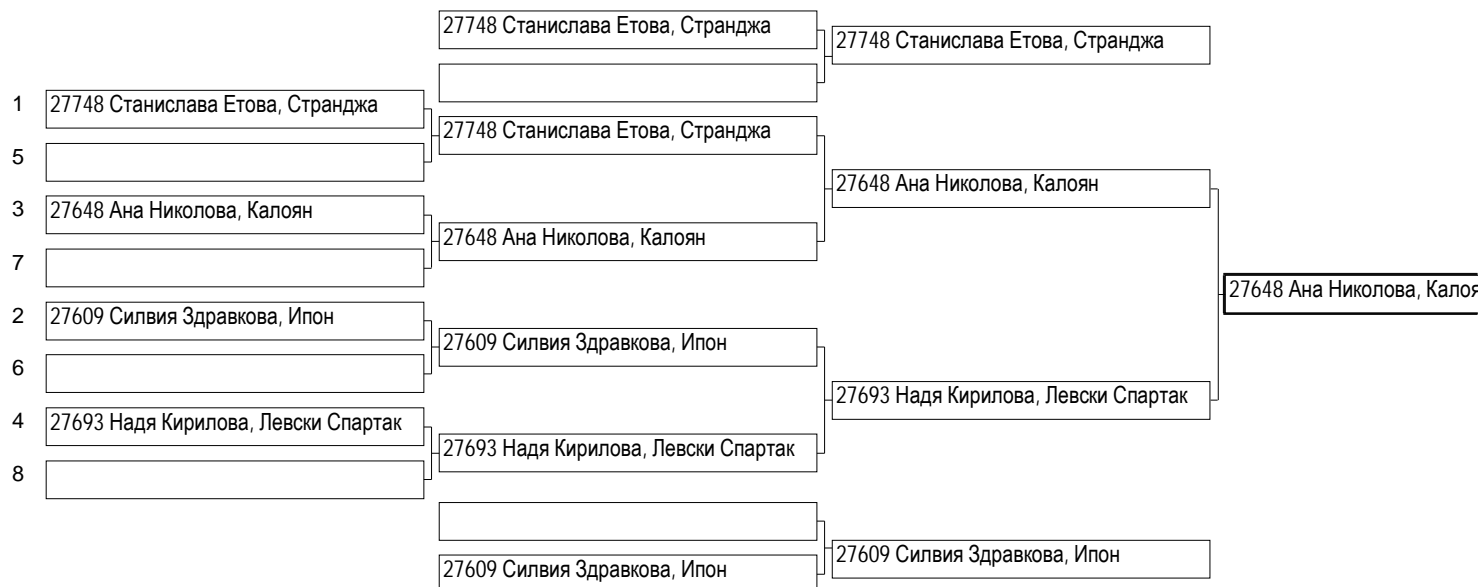 27748 Станислава Етова, Странджа
27748 Станислава Етова, Странджа
1 27748 Станислава Етова, Странджа
27748 Станислава Етова, Странджа
5
27648 Ана Николова, Калоян
3 27648 Ана Николова, Калоян
27648 Ана Николова, Калоян
7
27648 Ана Николова, Калоя
2 27609 Силвия Здравкова, Ипон
27609 Силвия Здравкова, Ипон
6
27693 Надя Кирилова, Левски Спартак
4 27693 Надя Кирилова, Левски Спартак
27693 Надя Кирилова, Левски Спартак
8
27609 Силвия Здравкова, Ипон
27609 Силвия Здравкова, Ипон